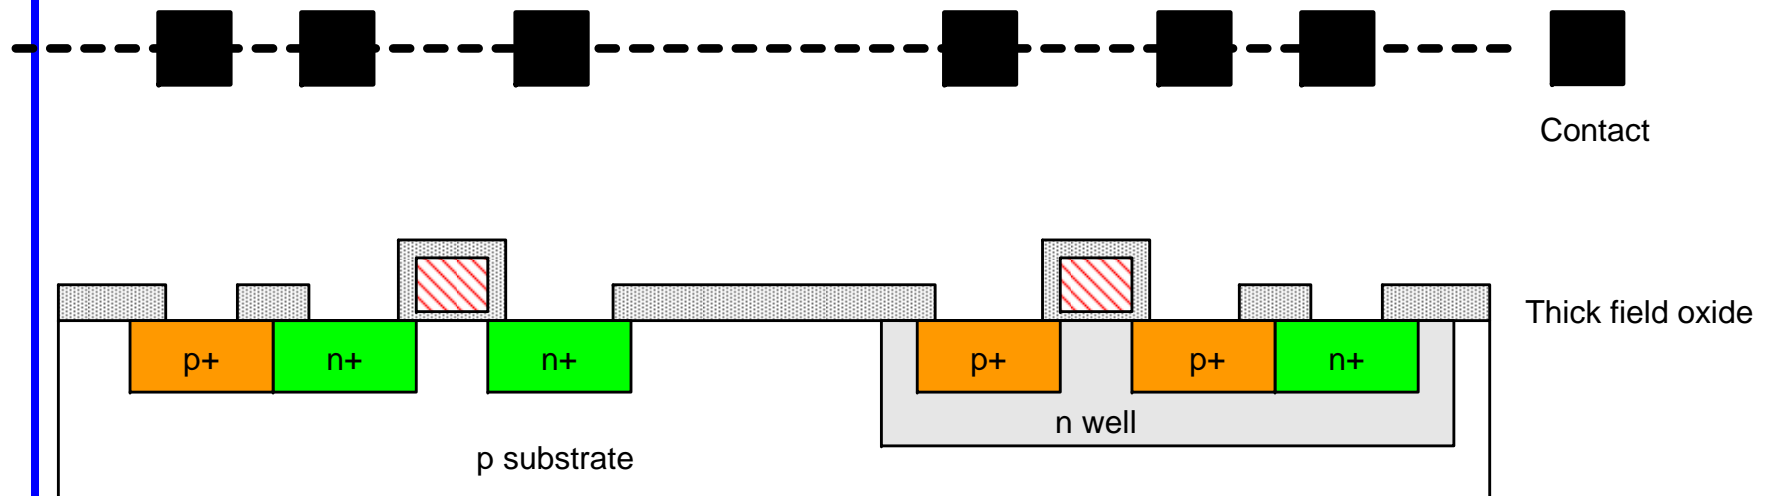 Contact
Thick field oxide
p+ n+ n+ p+ p+ n+
n well
p substrate